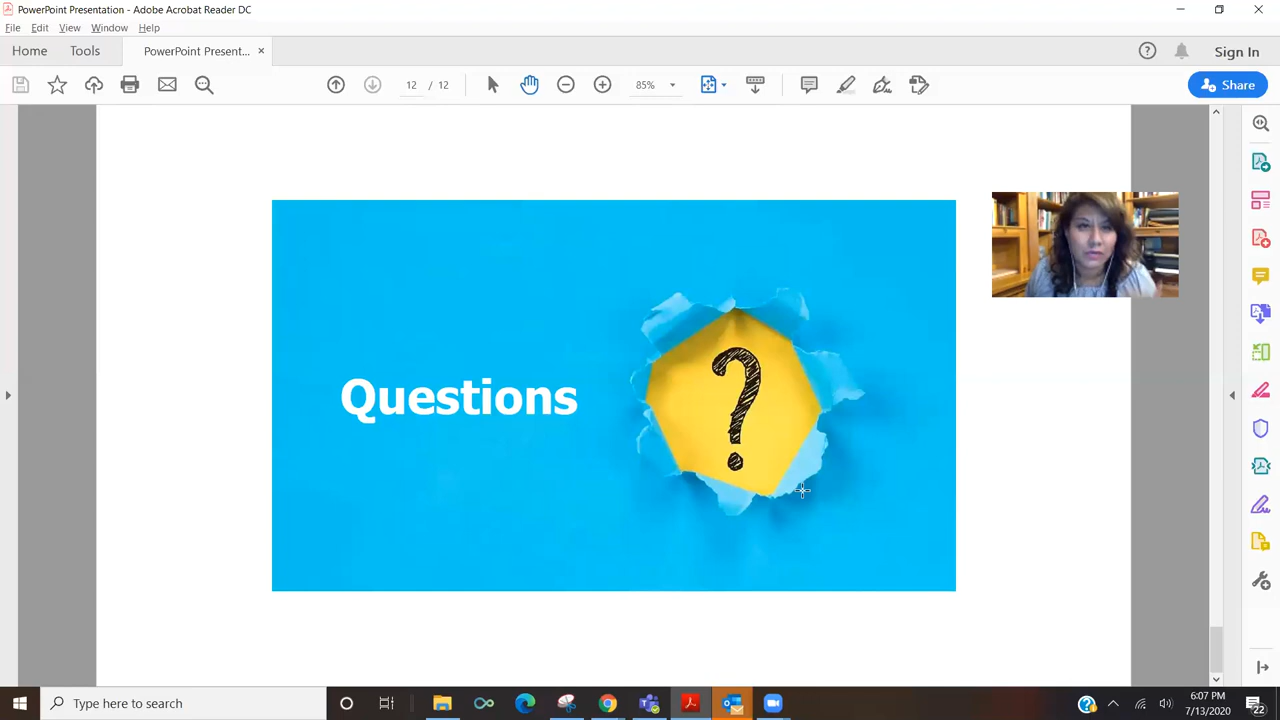 PowerPoint Presentation - Adobe Acrobat Reader DC
File Edit View Window Help
Home Tools PowerPoint Present... × Sign In
12 / 12 85% Share
Questions ?
Type here to search
6:07 PM
7/13/2020
22